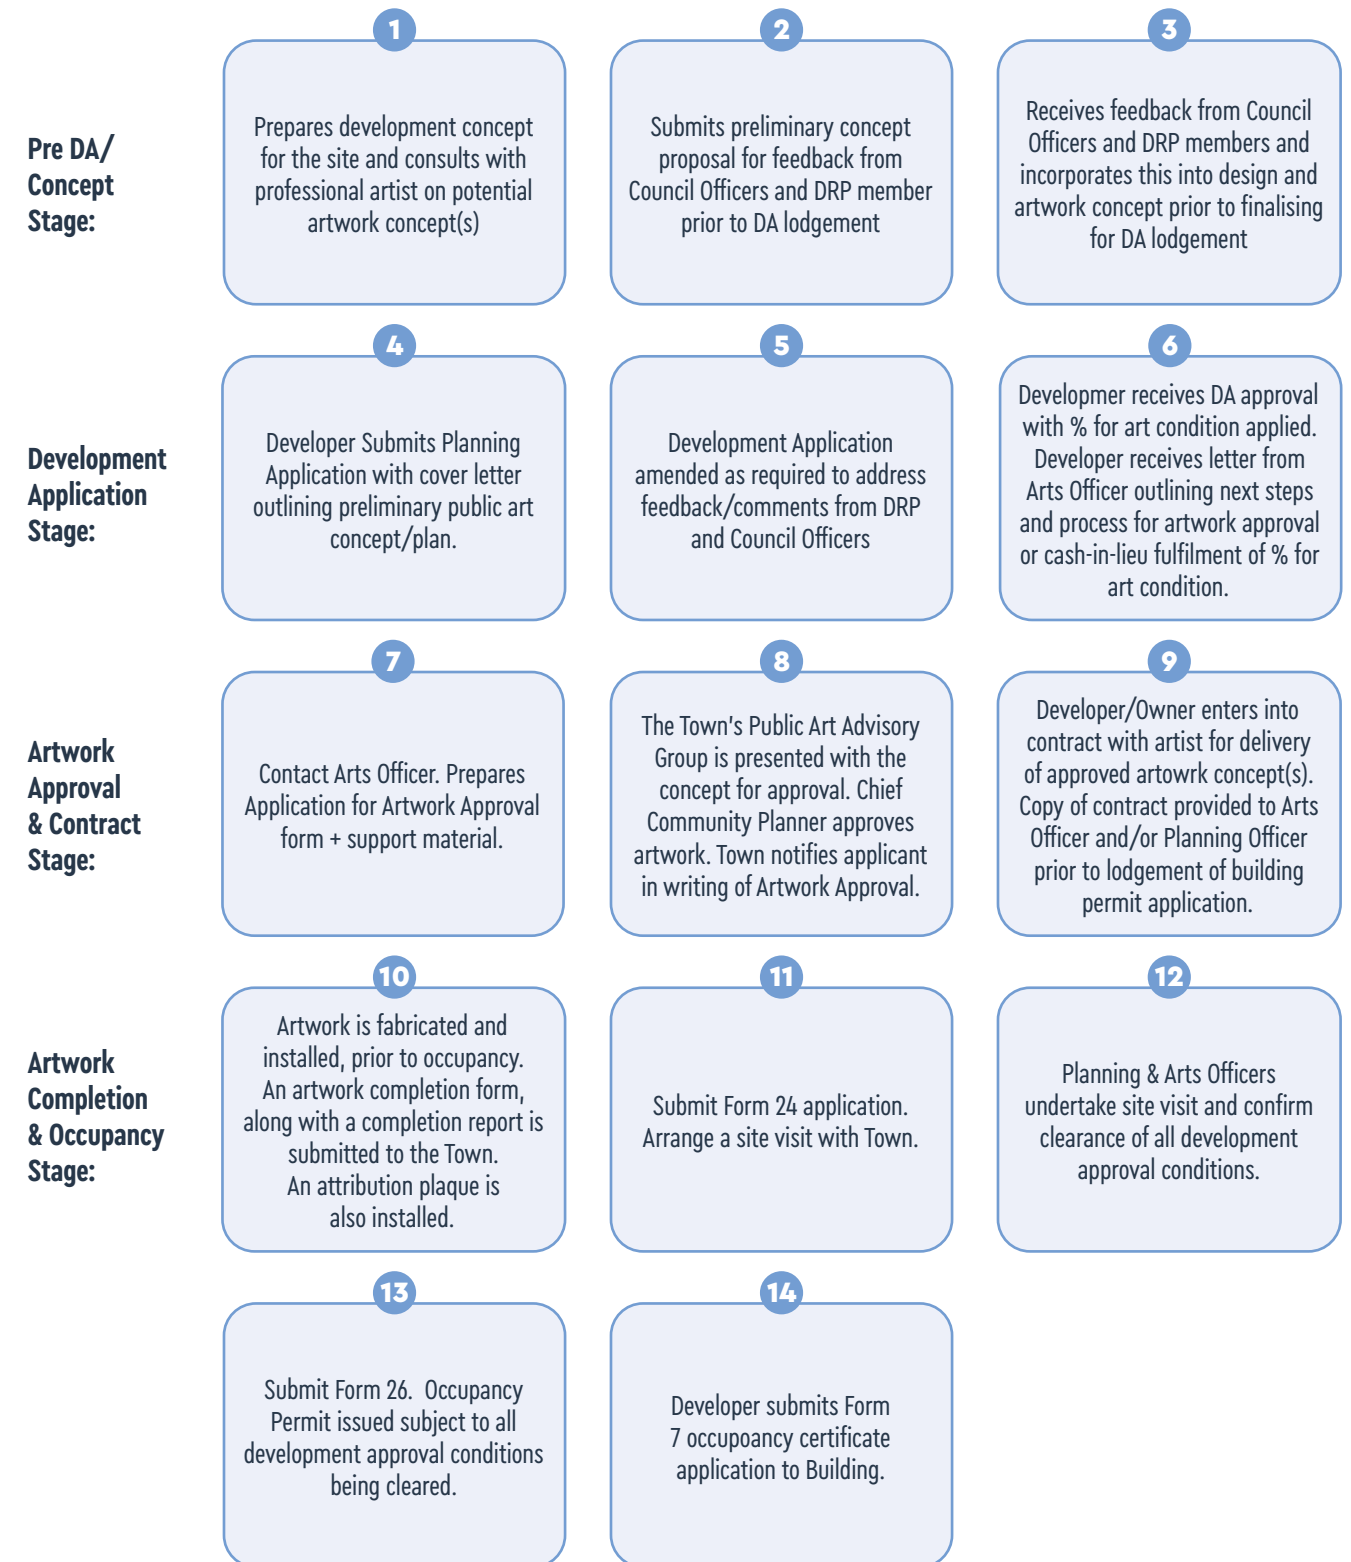 Pre DA/
Concept
Stage:
1
Prepares development concept
for the site and consults with
professional artist on potential
artwork concept(s)
2
Submits preliminary concept
proposal for feedback from
Council Officers and DRP member
prior to DA lodgement
3
Receives feedback from Council
Officers and DRP members and
incorporates this into design and
artwork concept prior to finalising
for DA lodgement
Development
Application
Stage:
4
Developer Submits Planning
Application with cover letter
outlining preliminary public art
concept/plan.
5
Development Application
amended as required to address
feedback/comments from DRP
and Council Officers
6
Developmer receives DA approval
with % for art condition applied.
Developer receives letter from
Arts Officer outlining next steps
and process for artwork approval
or cash-in-lieu fulfilment of % for
art condition.
Artwork
Approval
& Contract
Stage:
7
Contact Arts Officer. Prepares
Application for Artwork Approval
form + support material.
8
The Town's Public Art Advisory
Group is presented with the
concept for approval. Chief
Community Planner approves
artwork. Town notifies applicant
in writing of Artwork Approval.
9
Developer/Owner enters into
contract with artist for delivery
of approved artowrk concept(s).
Copy of contract provided to Arts
Officer and/or Planning Officer
prior to lodgement of building
permit application.
Artwork
Completion
& Occupancy
Stage:
10
Artwork is fabricated and
installed, prior to occupancy.
An artwork completion form,
along with a completion report is
submitted to the Town.
An attribution plaque is
also installed.
11
Submit Form 24 application.
Arrange a site visit with Town.
12
Planning & Arts Officers
undertake site visit and confirm
clearance of all development
approval conditions.
13
Submit Form 26. Occupancy
Permit issued subject to all
development approval conditions
being cleared.
14
Developer submits Form
7 occupoancy certificate
application to Building.